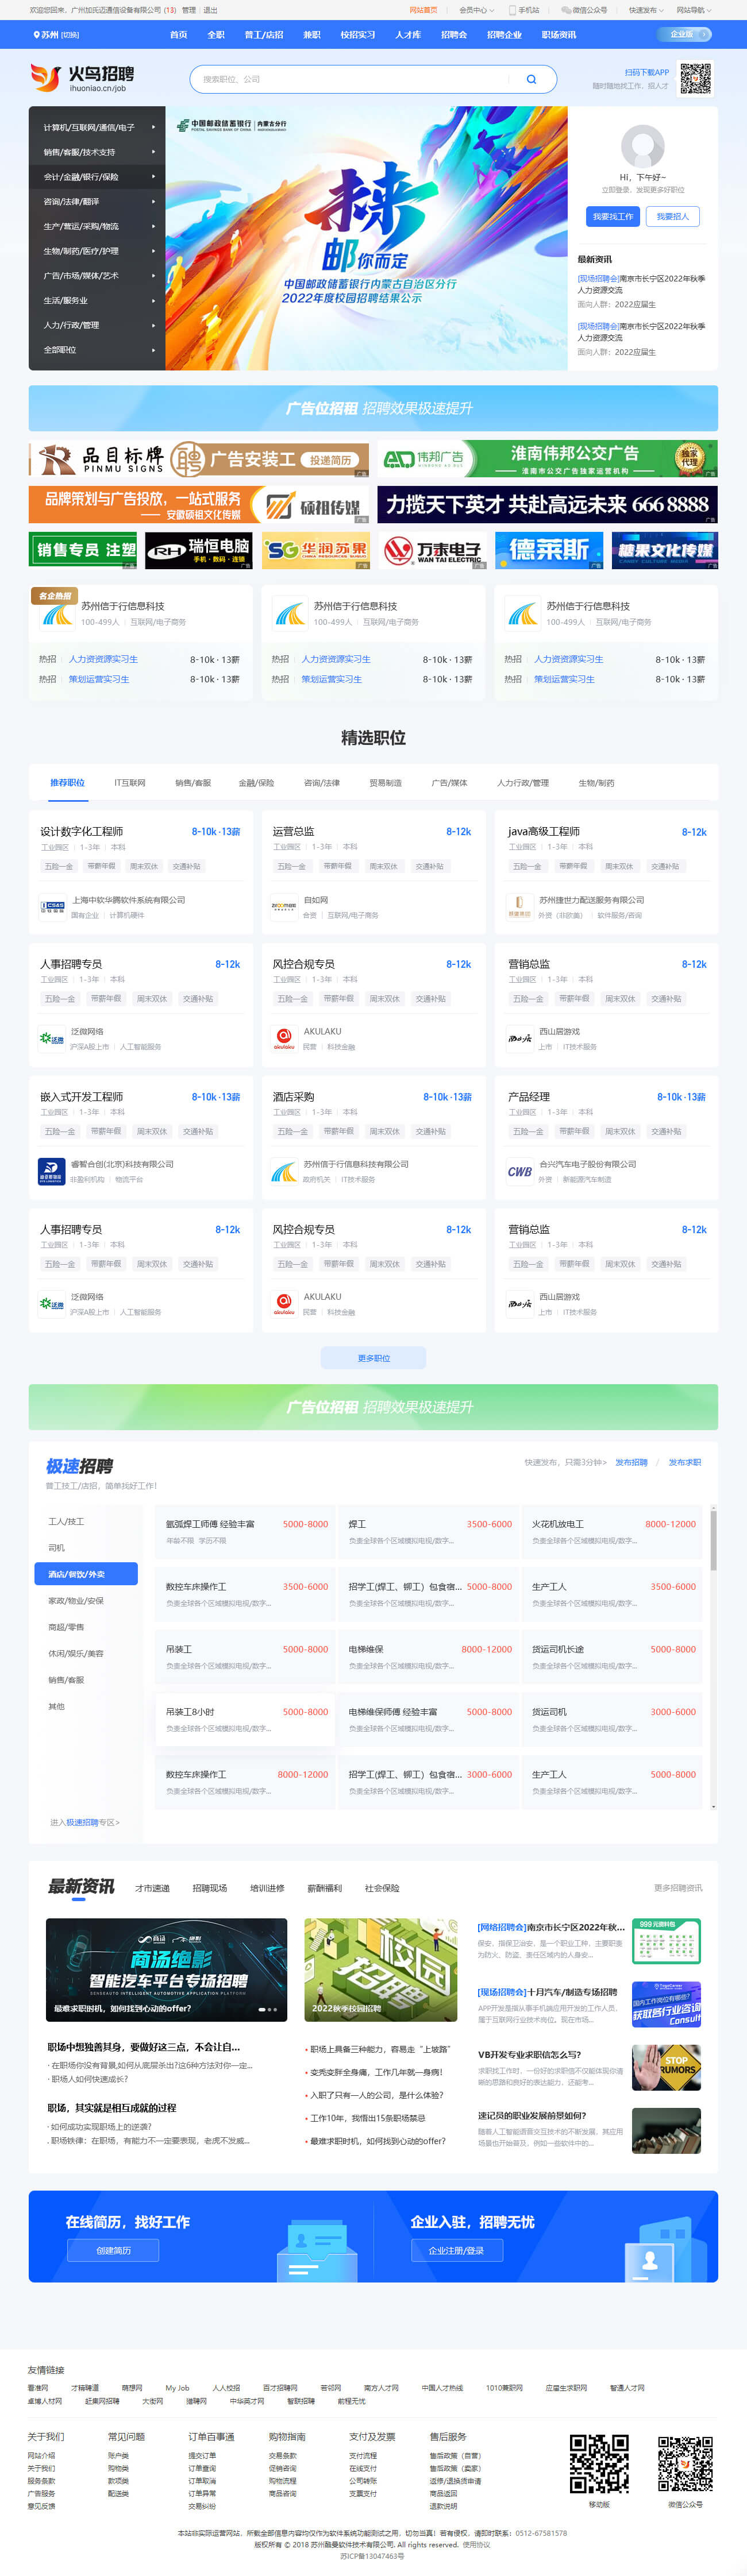 欢迎您回来，广州加氏迈通信设备有限公司 (13) 管理 退出
网站首页 会员中心 手机站 微信公众号 快速发布 网站导航
苏州 [切换] 首页 全职 普工/店招 兼职 校招实习 人才库 招聘会 招聘企业 职场资讯 企业版
火鸟招聘
ihuoniao.cn/job
搜索职位、公司
扫码下载APP
随时随地找工作、招人才
计算机/互联网/通信/电子
销售/客服/技术支持
会计/金融/银行/保险
咨询/法律/翻译
生产/营运/采购/物流
生物/制药/医疗/护理
广告/市场/媒体/艺术
生活/服务业
人力/行政/管理
全部职位
中国邮政储蓄银行 内蒙古分行
POSTAL SAVINGS BANK OF CHINA
未来
邮你而定
中国邮政储蓄银行内蒙古自治区分行
2022年度校园招聘结果公示
Hi，下午好~
立即登录，发现更多好职位
我要找工作 我要招人
最新资讯
[现场招聘会]南京市长宁区2022年秋季人力资源交流
面向人群：2022应届生
[现场招聘会]南京市长宁区2022年秋季人力资源交流
面向人群：2022应届生
广告位招租 招聘效果极速提升
品目标牌 PINMU SIGNS 聘 广告安装工 投递简历 广告
伟邦广告 淮南伟邦公交广告 淮南市公交广告独家运营机构 独家代理 广告
品牌策划与广告投放，一站式服务
—— 安徽硕祖文化传媒 硕祖传媒 广告
力揽天下英才 共赴高远未来 666 8888 广告
销售专员 注塑 广告
RH 瑞恒电脑 手机·数码·连锁 广告
SG 华润苏果 广告
万泰电子 WAN TAI ELECTRIC 广告
德莱斯 广告
糖果文化传媒 CANDY CULTURE MEDIA 广告
名企热招
苏州信于行信息科技
100-499人 互联网/电子商务
热招 人力资资源实习生 8-10k · 13薪
热招 策划运营实习生 8-10k · 13薪
苏州信于行信息科技
100-499人 互联网/电子商务
热招 人力资资源实习生 8-10k · 13薪
热招 策划运营实习生 8-10k · 13薪
苏州信于行信息科技
100-499人 互联网/电子商务
热招 人力资资源实习生 8-10k · 13薪
热招 策划运营实习生 8-10k · 13薪
精选职位
推荐职位 IT互联网 销售/客服 金融/保险 咨询/法律 贸易制造 广告/媒体 人力行政/管理 生物/制药
设计数字化工程师 8-10k ·13薪
工业园区 1-3年 本科
五险一金 带薪年假 周末双休 交通补贴
上海中软华腾软件系统有限公司
国有企业 计算机硬件
运营总监 8-12k
工业园区 1-3年 本科
五险一金 带薪年假 周末双休 交通补贴
自如网
合资 互联网/电子商务
java高级工程师 8-12k
工业园区 1-3年 本科
五险一金 带薪年假 周末双休 交通补贴
苏州捷世力配送服务有限公司
外资（非欧美） 软件服务/咨询
人事招聘专员 8-12k
工业园区 1-3年 本科
五险一金 带薪年假 周末双休 交通补贴
泛微网络
沪深A股上市 人工智能服务
风控合规专员 8-12k
工业园区 1-3年 本科
五险一金 带薪年假 周末双休 交通补贴
AKULAKU
民营 科技金融
营销总监 8-12k
工业园区 1-3年 本科
五险一金 带薪年假 周末双休 交通补贴
西山居游戏
上市 IT技术服务
嵌入式开发工程师 8-10k ·13薪
工业园区 1-3年 本科
五险一金 带薪年假 周末双休 交通补贴
睿智合创(北京)科技有限公司
非盈利机构 物流平台
酒店采购 8-10k ·13薪
工业园区 1-3年 本科
五险一金 带薪年假 周末双休 交通补贴
苏州信于行信息科技有限公司
政府机关 IT技术服务
产品经理 8-10k ·13薪
工业园区 1-3年 本科
五险一金 带薪年假 周末双休 交通补贴
CWB 合兴汽车电子股份有限公司
外资 新能源汽车制造
人事招聘专员 8-12k
工业园区 1-3年 本科
五险一金 带薪年假 周末双休 交通补贴
泛微网络
沪深A股上市 人工智能服务
风控合规专员 8-12k
工业园区 1-3年 本科
五险一金 带薪年假 周末双休 交通补贴
AKULAKU
民营 科技金融
营销总监 8-12k
工业园区 1-3年 本科
五险一金 带薪年假 周末双休 交通补贴
西山居游戏
上市 IT技术服务
更多职位
广告位招租 招聘效果极速提升
极速招聘
普工技工/店招，简单找好工作！
快速发布，只需3分钟> 发布招聘 / 发布求职
工人/技工
司机
酒店/餐饮/外卖
家政/物业/安保
商超/零售
休闲/娱乐/美容
销售/客服
其他
进入极速招聘专区>
氩弧焊工师傅 经验丰富 5000-8000
年龄不限 学历不限
焊工 3500-6000
负责全球各个区域模拟电视/数字...
火花机放电工 8000-12000
负责全球各个区域模拟电视/数字...
数控车床操作工 3500-6000
负责全球各个区域模拟电视/数字...
招学工(焊工、铆工）包食宿... 5000-8000
负责全球各个区域模拟电视/数字...
生产工人 3500-6000
负责全球各个区域模拟电视/数字...
吊装工 5000-8000
负责全球各个区域模拟电视/数字...
电梯维保 8000-12000
负责全球各个区域模拟电视/数字...
货运司机长途 5000-8000
负责全球各个区域模拟电视/数字...
吊装工8小时 5000-8000
负责全球各个区域模拟电视/数字...
电梯维保师傅 经验丰富 5000-8000
负责全球各个区域模拟电视/数字...
货运司机 3000-6000
负责全球各个区域模拟电视/数字...
数控车床操作工 8000-12000
负责全球各个区域模拟电视/数字...
招学工(焊工、铆工）包食宿... 3000-6000
负责全球各个区域模拟电视/数字...
生产工人 5000-8000
负责全球各个区域模拟电视/数字...
最新资讯 才市速递 招聘现场 培训进修 薪酬福利 社会保险 更多招聘资讯
商汤 绝影
商汤绝影
智能汽车平台专场招聘
SENSEAUTO INTELLIGENT AUTOMOTIVE APPLICATION PLATFORM
最难求职时机，如何找到心动的offer?
校园招聘
2022秋季校园招聘
职场中想独善其身，要做好这三点，不会让自...
· 在职场你没有背景,如何从底层杀出?这6种方法对你一定...
· 职场人如何快速成长?
职场，其实就是相互成就的过程
· 如何成功实现职场上的逆袭?
· 职场铁律：在职场，有能力不一定要表现，老虎不发威...
· 职场上具备三种能力，容易走“上坡路”
· 变秃变胖全身痛，工作几年就一身病！
· 入职了只有一人的公司，是什么体验?
· 工作10年，我悟出15条职场禁忌
· 最难求职时机，如何找到心动的offer?
[网络招聘会]南京市长宁区2022年秋...
保安，指保卫治安，是一个职业工种，主要职责为防火、防盗、责任区域内的人身安...
999 元资料包
[现场招聘会]十月汽车/制造专场招聘
APP开发是指从事手机端应用开发的工作人员，属于互联网行业技术岗位。现在市场...
国内工作岗位有哪些?
获取各行业咨询
Consult
VB开发专业求职信怎么写?
求职找工作时，一份好的求职信不仅能体现你清晰的思路和良好的表达能力，还能考...
STOP RUMORS
速记员的职业发展前景如何?
随着人工智能语音交互技术的不断发展，其应用场景也开始普及，例如一些软件中的...
在线简历，找好工作
创建简历
企业入驻，招聘无忧
企业注册/登录
友情链接
看准网 才精聘道 萌想网 My Job 人人校招 百才招聘网 若邻网 南方人才网 中国人才热线 1010兼职网 应届生求职网 智通人才网
卓博人材网 赶集网招聘 大街网 猎聘网 中华英才网 智联招聘 前程无忧
关于我们
网站介绍
关于我们
服务条款
广告服务
意见反馈
常见问题
账户类
购物类
款项类
配送类
订单百事通
提交订单
订单查询
订单取消
订单异常
交易纠纷
购物指南
交易条款
促销咨询
购物流程
商品咨询
支付及发票
支付流程
在线支付
公司转账
支票支付
售后服务
售后政策（自营）
售后政策（卖家）
返修/退换货申请
商品返回
退款说明
移动版 微信公众号
本站非实际运营网站，所载全部信息内容均仅作为软件系统功能测试之用，切勿当真！若有侵权，请即时联系：0512-67581578
版权所有 © 2018 苏州酷曼软件技术有限公司. All rights reserved. 使用协议
苏ICP备13047463号